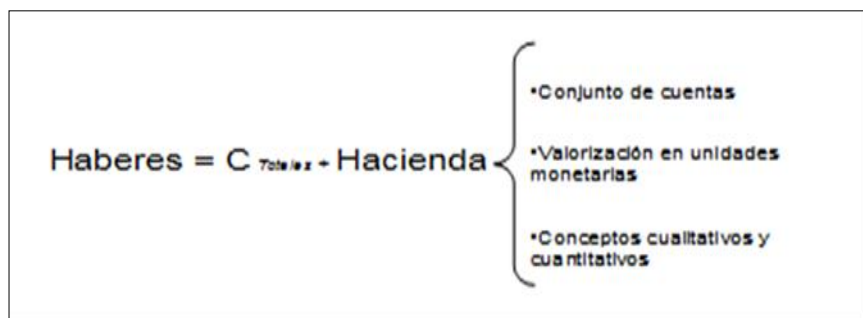 •Conjunto de cuentas
Haberes = C Totales + Hacienda
•Valorización en unidades
monetarias
•Conceptos cualitativos y
cuantitativos